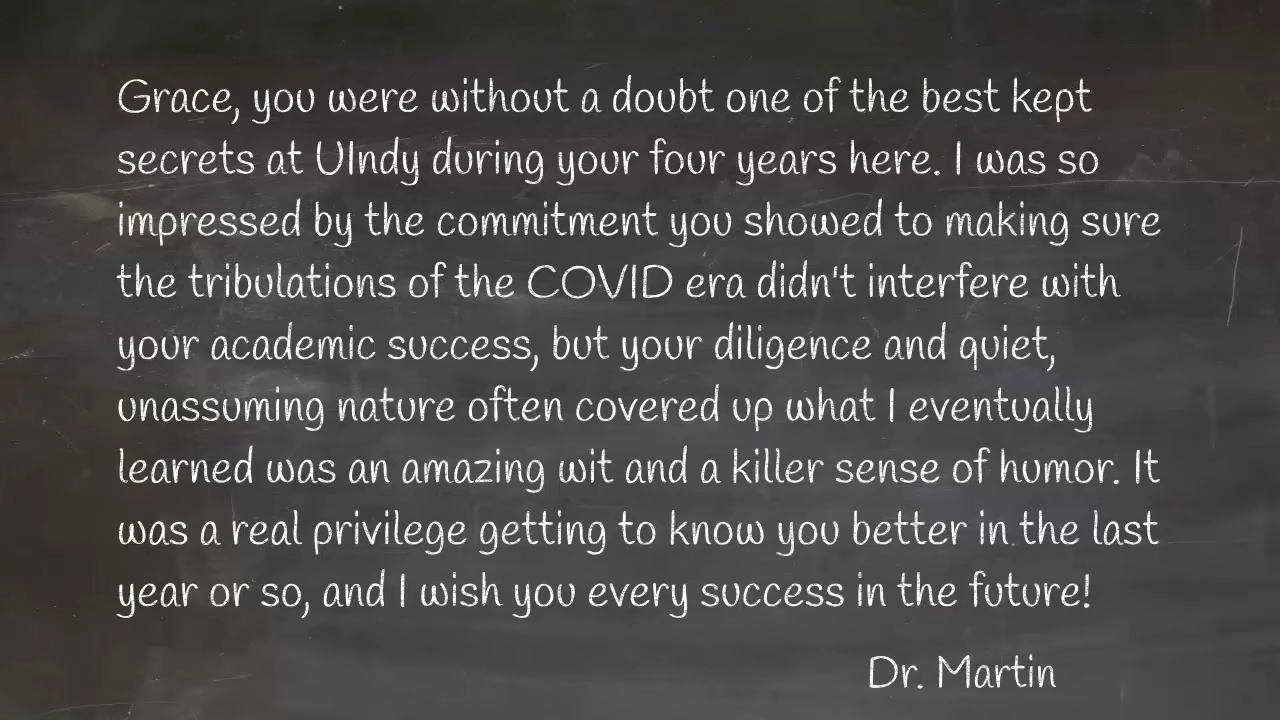 Grace, you were without a doubt one of the best kept
secrets at UIndy during your four years here. I was so
impressed by the commitment you showed to making sure
the tribulations of the COVID era didn't interfere with
your academic success, but your diligence and quiet,
unassuming nature often covered up what I eventually
learned was an amazing wit and a killer sense of humor. It
was a real privilege getting to know you better in the last
year or so, and I wish you every success in the future!
Dr. Martin